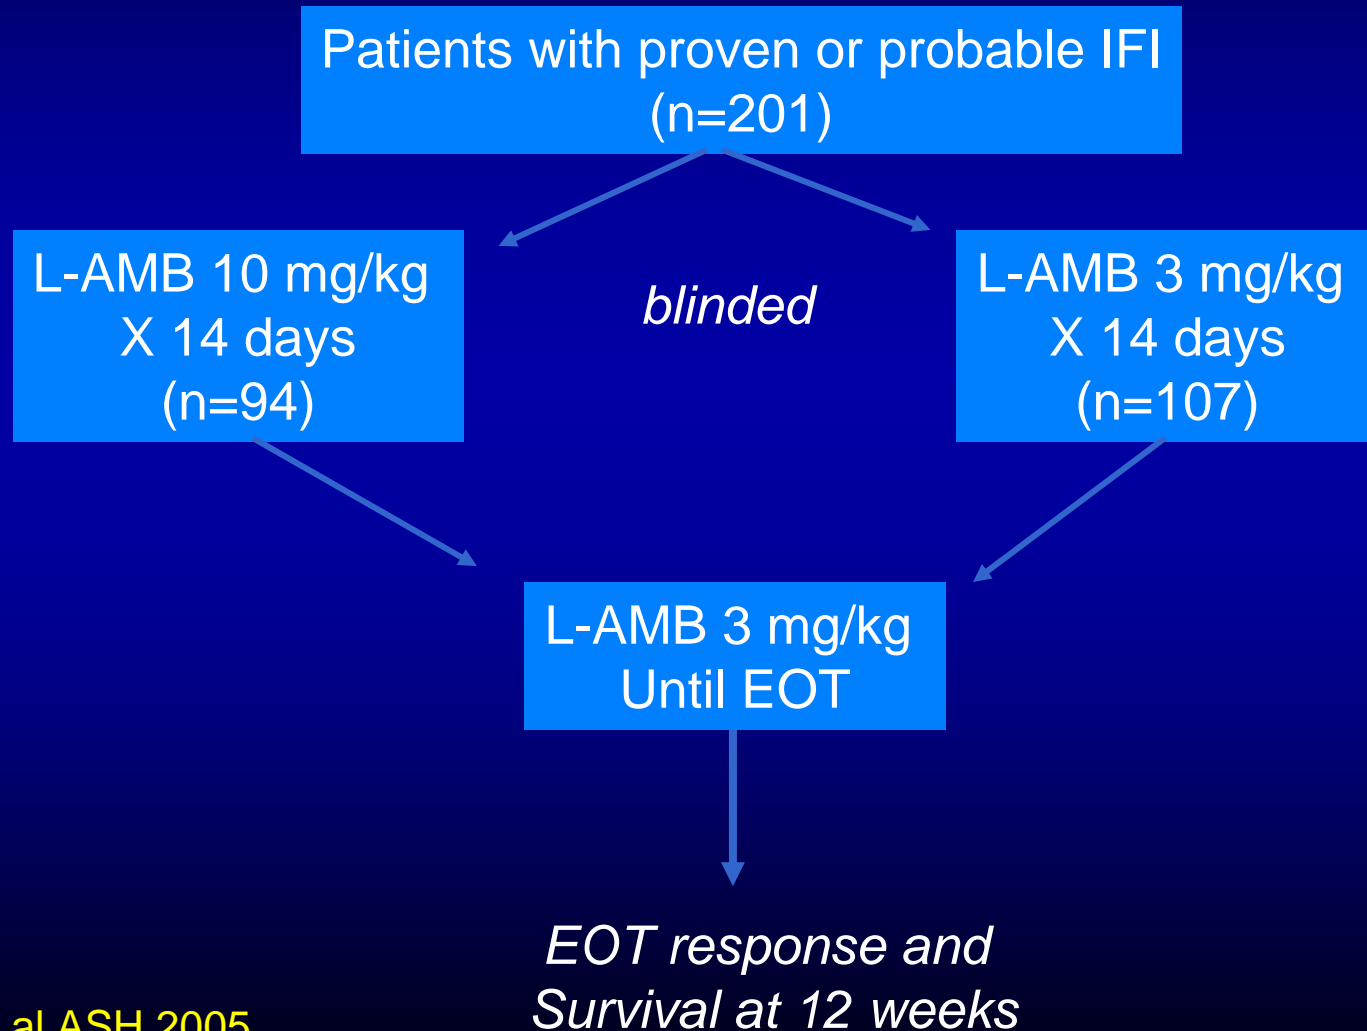 Patients with proven or probable IFI
(n=201)
L-AMB 10 mg/kg
X 14 days
(n=94)
blinded
L-AMB 3 mg/kg
X 14 days
(n=107)
L-AMB 3 mg/kg
Until EOT
EOT response and
Survival at 12 weeks
al ASH 2005